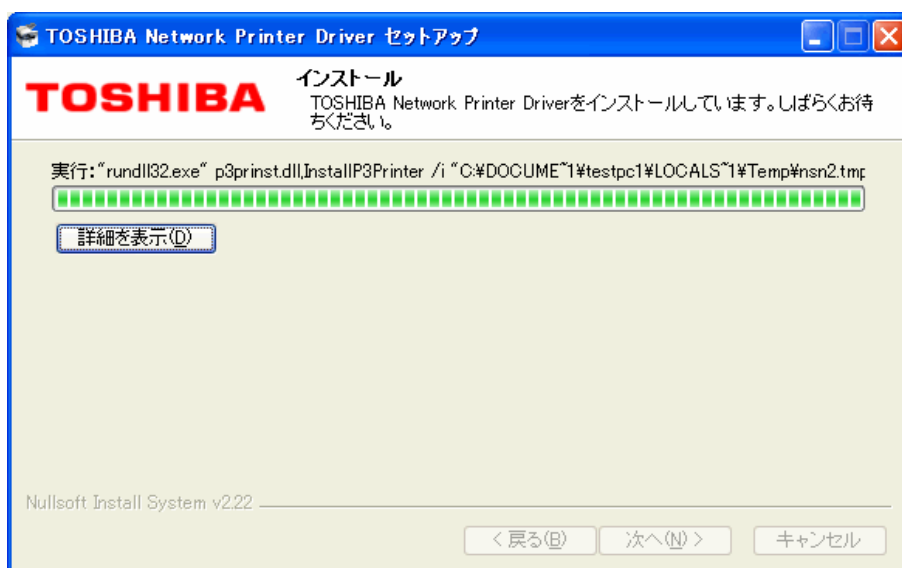 TOSHIBA Network Printer Driver セットアップ
TOSHIBA
インストール
TOSHIBA Network Printer Driverをインストールしています。しばらくお待
ちください。
実行:"rundll32.exe" p3prinst.dll,InstallP3Printer /i "C:¥DOCUME~1¥testpc1¥LOCALS~1¥Temp¥nsn2.tmp
詳細を表示(D)
Nullsoft Install System v2.22
< 戻る(B)
次へ(N) >
キャンセル